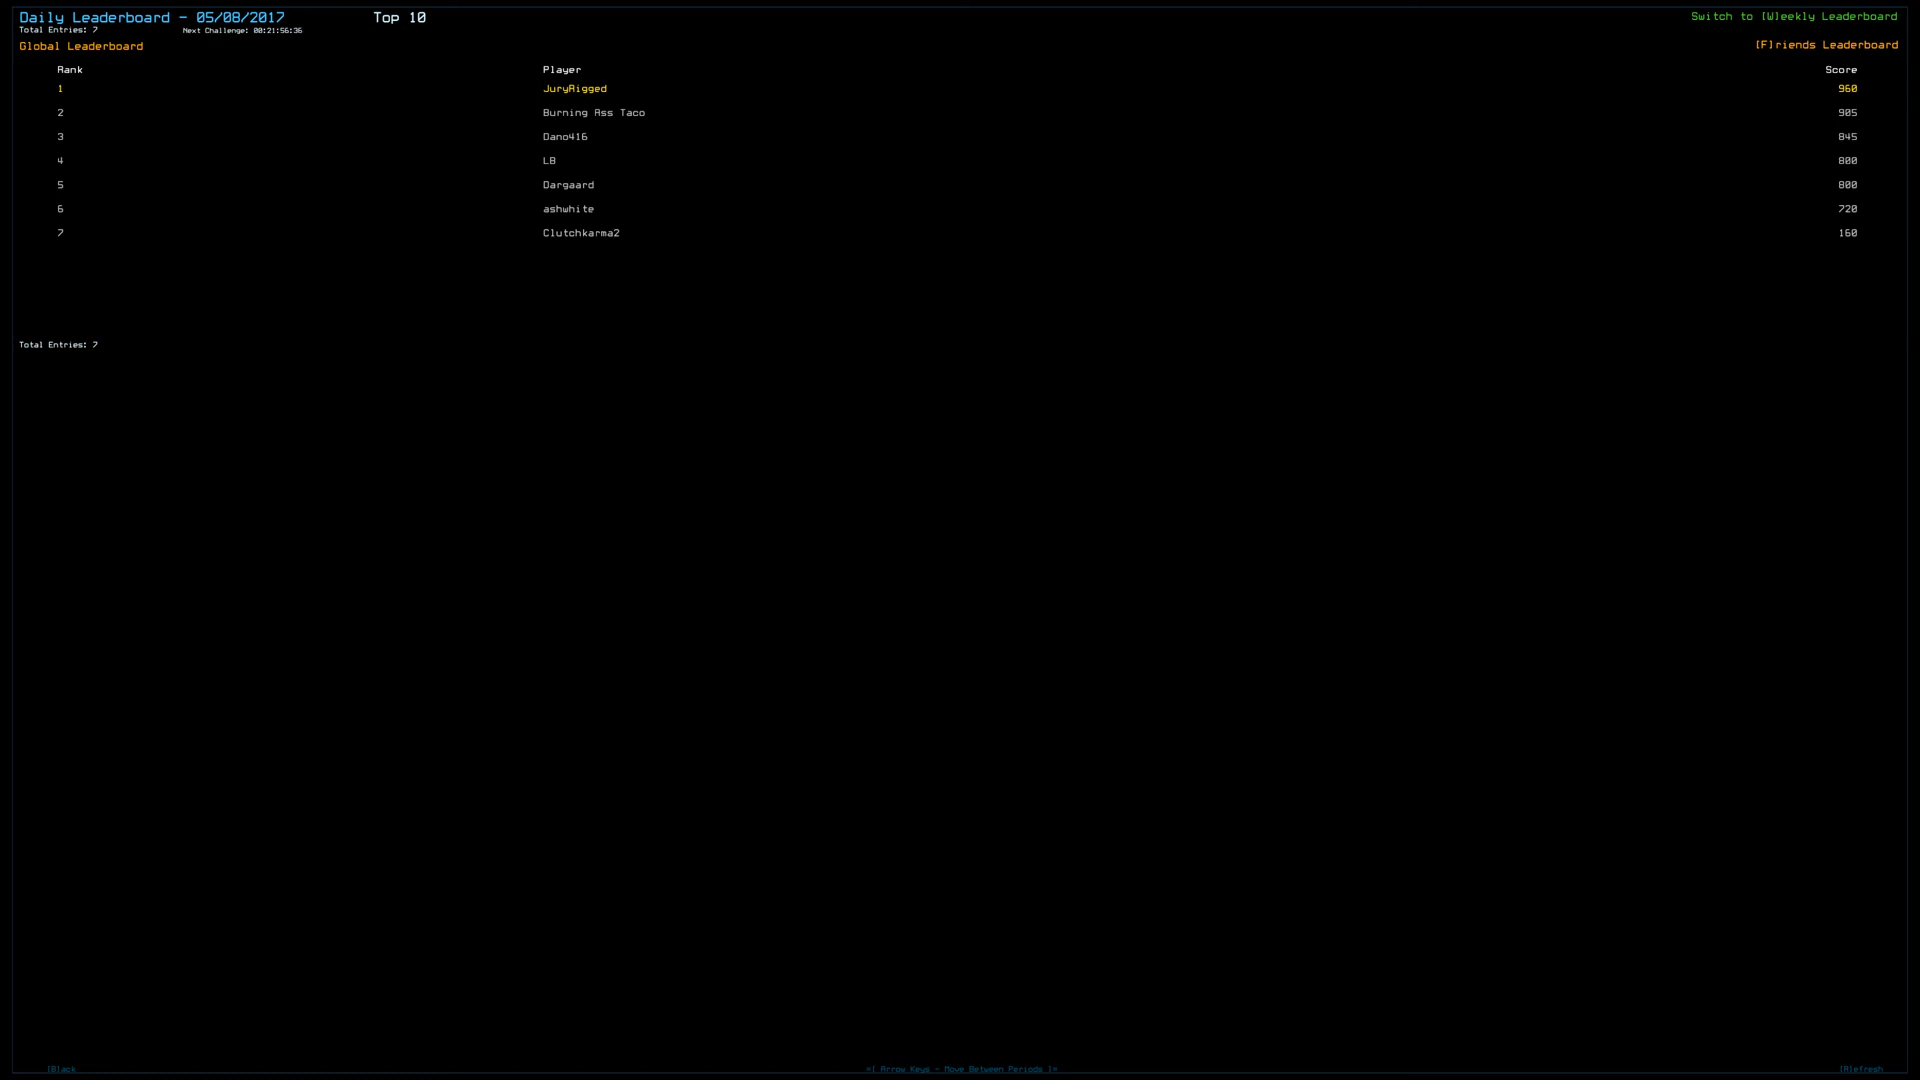 Daily Leaderboard - 05/08/2017 Top 10 Switch to [W]eekly Leaderboard
Total Entries: 7 Next Challenge: 00:21:56:36
Global Leaderboard [F]riends Leaderboard
Rank Player Score
1 JuryRigged 960
2 Burning Ass Taco 905
3 Dano416 845
4 LB 800
5 Dargaard 800
6 ashwhite 720
7 Clutchkarma2 160
Total Entries: 7
[B]ack =[ Arrow Keys - Move Between Periods ]= [R]efresh